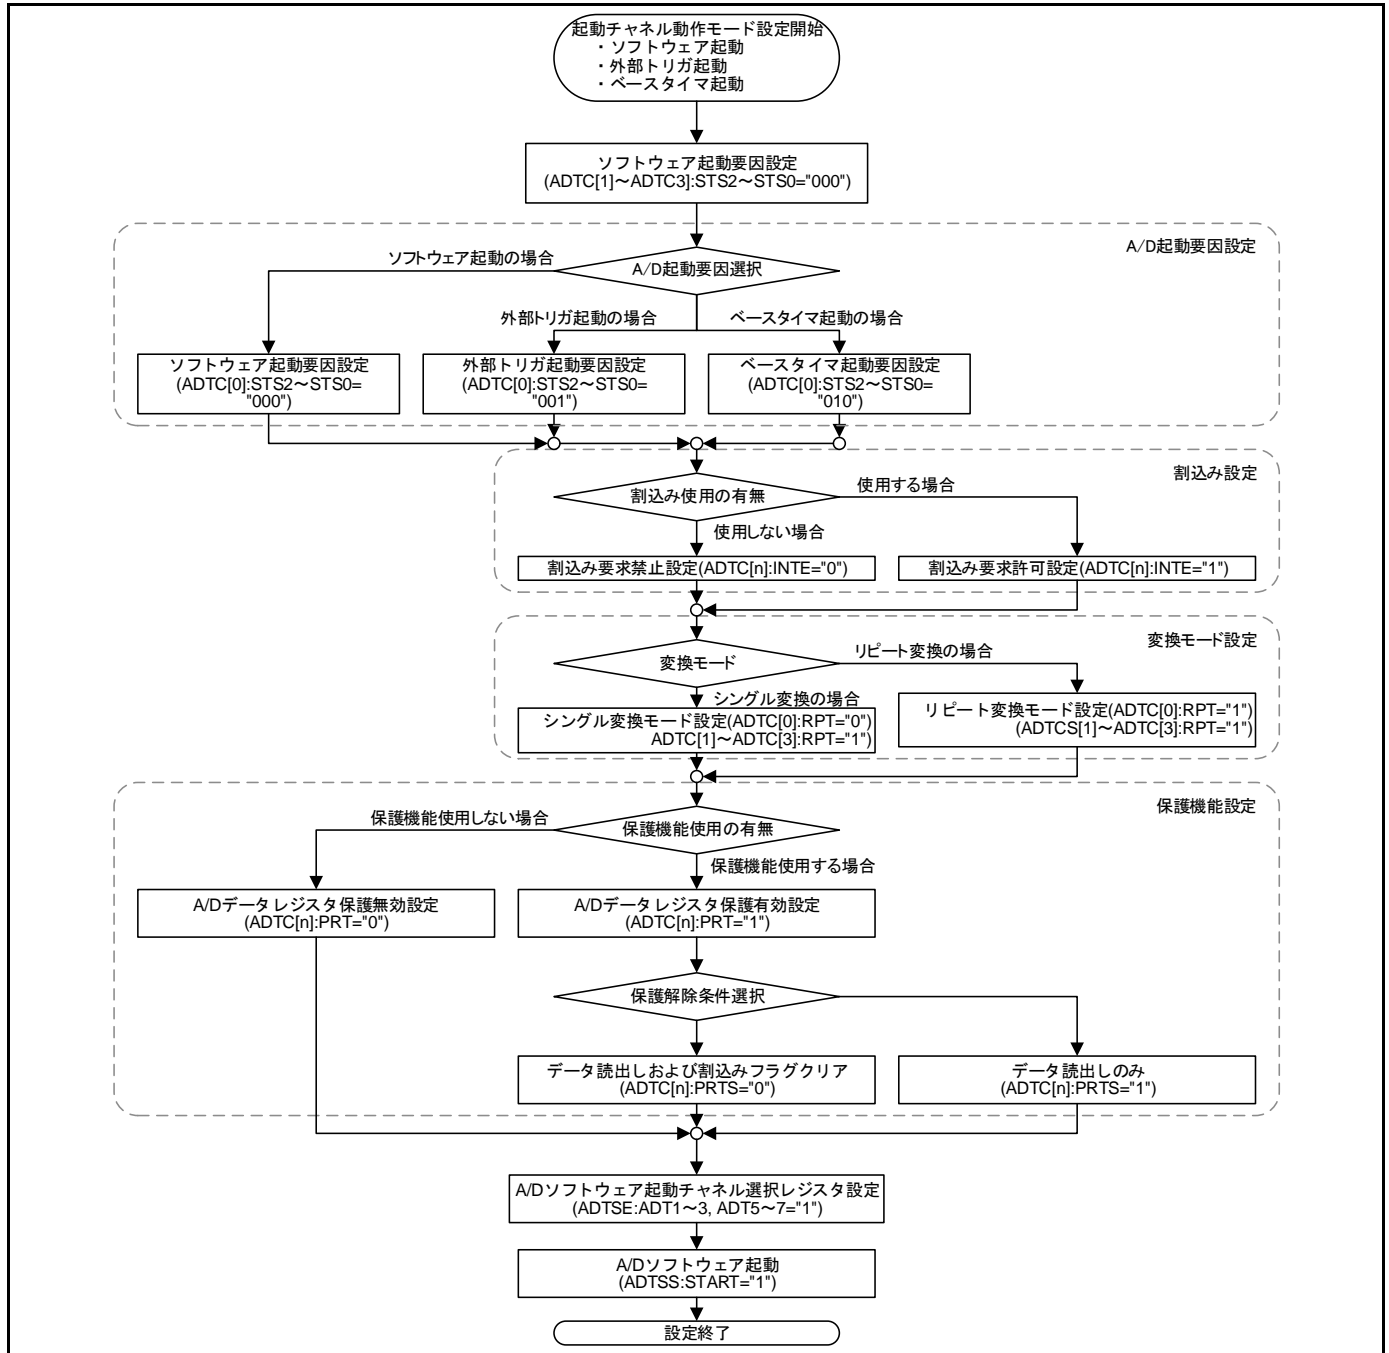 起動チャネル動作モード設定開始
・ソフトウェア起動
・外部トリガ起動
・ベースタイマ起動
ソフトウェア起動要因設定
(ADTC[1]～ADTC3]:STS2～STS0="000")
A/D起動要因設定
ソフトウェア起動の場合
A/D起動要因選択
外部トリガ起動の場合
ベースタイマ起動の場合
ソフトウェア起動要因設定
(ADTC[0]:STS2～STS0=
"000")
外部トリガ起動要因設定
(ADTC[0]:STS2～STS0=
"001")
ベースタイマ起動要因設定
(ADTC[0]:STS2～STS0=
"010")
割込み設定
割込み使用の有無
使用する場合
使用しない場合
割込み要求禁止設定(ADTC[n]:INTE="0")
割込み要求許可設定(ADTC[n]:INTE="1")
変換モード設定
変換モード
リピート変換の場合
シングル変換の場合
シングル変換モード設定(ADTC[0]:RPT="0")
ADTC[1]～ADTC[3]:RPT="1")
リピート変換モード設定(ADTC[0]:RPT="1")
(ADTCS[1]～ADTC[3]:RPT="1")
保護機能設定
保護機能使用しない場合
保護機能使用の有無
保護機能使用する場合
A/Dデータレジスタ保護無効設定
(ADTC[n]:PRT="0")
A/Dデータレジスタ保護有効設定
(ADTC[n]:PRT="1")
保護解除条件選択
データ読出しおよび割込みフラグクリア
(ADTC[n]:PRTS="0")
データ読出しのみ
(ADTC[n]:PRTS="1")
A/Dソフトウェア起動チャネル選択レジスタ設定
(ADTSE:ADT1～3, ADT5～7="1")
A/Dソフトウェア起動
(ADTSS:START="1")
設定終了